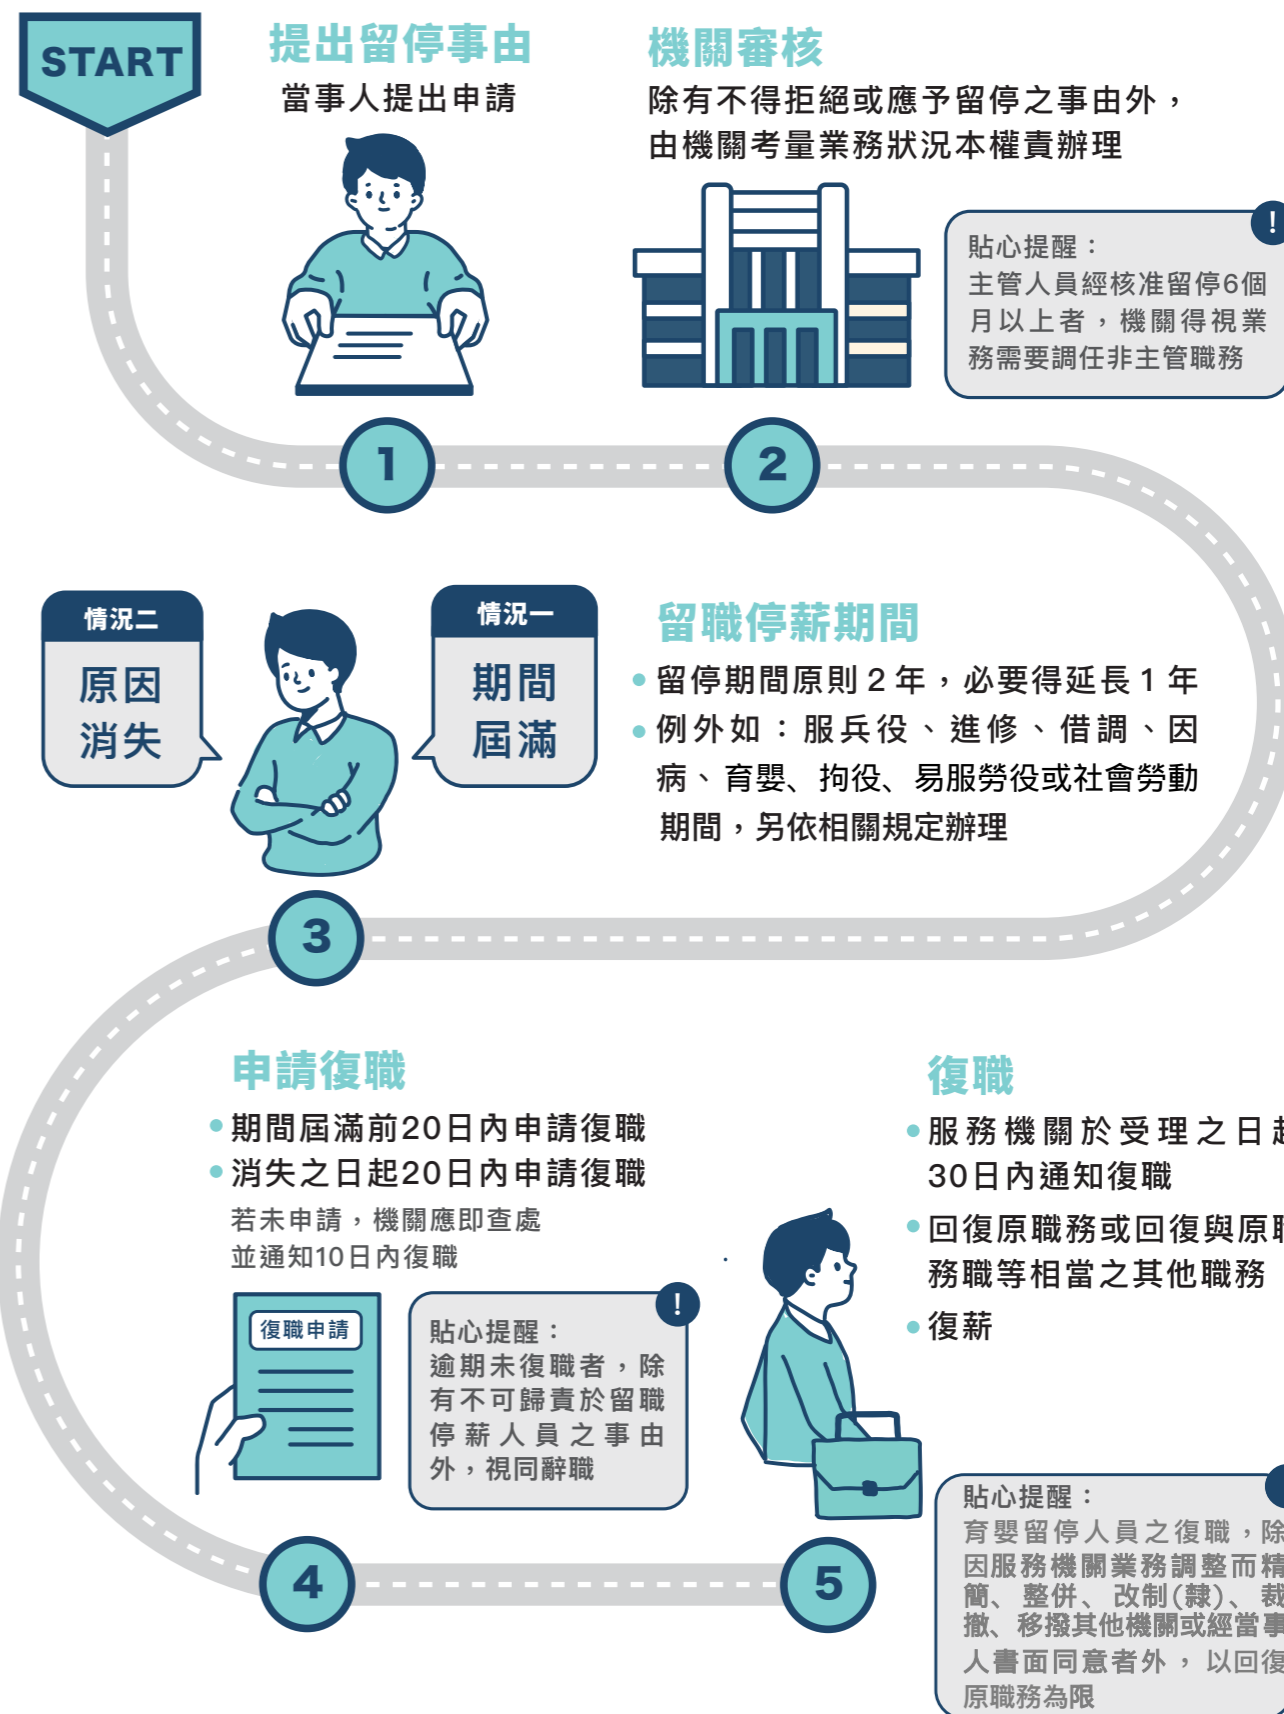 START
提出留停事由
當事人提出申請
機關審核
除有不得拒絕或應予留停之事由外，
由機關考量業務狀況本權責辦理
!
貼心提醒：
主管人員經核准留停6個
月以上者，機關得視業
務需要調任非主管職務
1
2
情況二
原因
消失
情況一
期間
屆滿
留職停薪期間
留停期間原則2年，必要得延長1年
例外如：服兵役、進修、借調、因
病、育嬰、拘役、易服勞役或社會勞動
期間，另依相關規定辦理
3
申請復職
期間屆滿前20日內申請復職
消失之日起20日內申請復職
若未申請，機關應即查處
並通知10日內復職
復職申請
!
貼心提醒：
逾期未復職者，除
有不可歸責於留職
停薪人員之事由
外，視同辭職
4
復職
服務機關於受理之日起
30日內通知復職
回復原職務或回復與原職
務職等相當之其他職務
復薪
5
貼心提醒：
育嬰留停人員之復職，除
因服務機關業務調整而精
簡、整併、改制(隸)、裁
撤、移撥其他機關或經當事
人書面同意者外，以回復
原職務為限